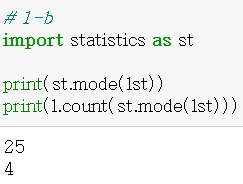 # 1-b
import statistics as st
print(st.mode(lst))
print(l.count(st.mode(lst)))
25
4